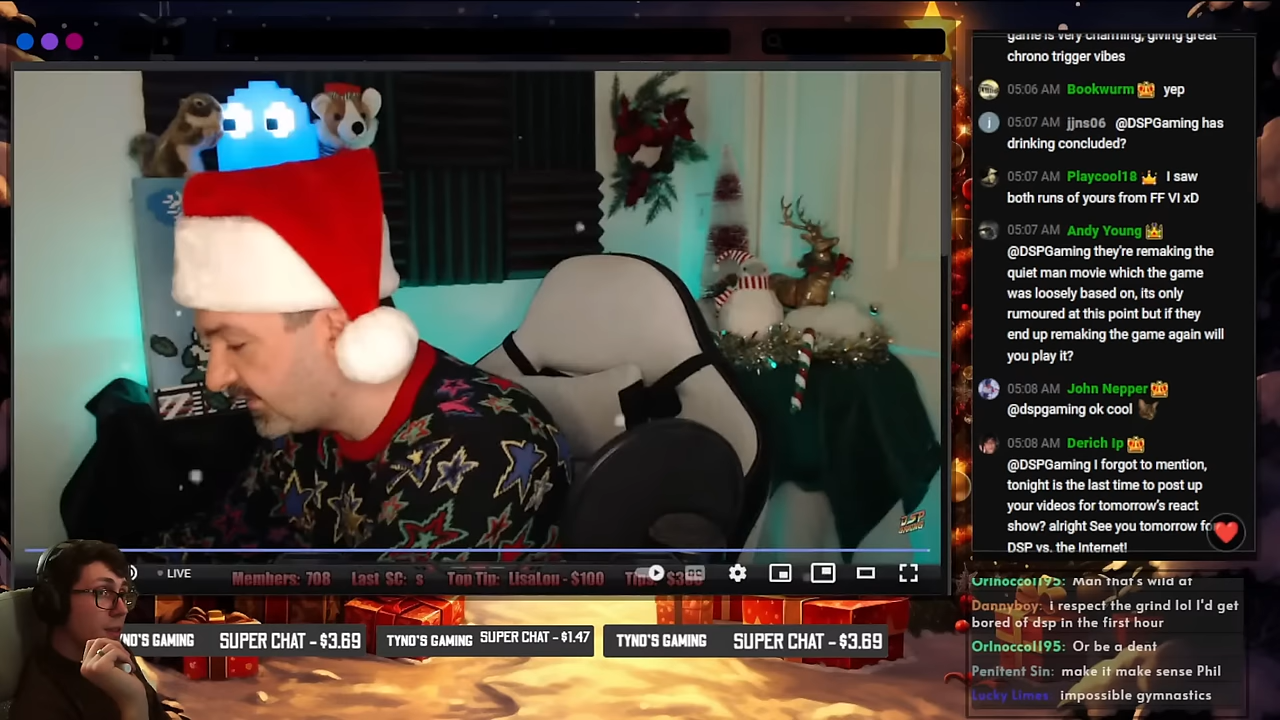 game is very charming, giving great
chrono trigger vibes
05:06 AM Bookwurm yep
05:07 AM jjns06 @DSPGaming has
drinking concluded?
05:07 AM Playcool18 I saw
both runs of yours from FF VI xD
05:07 AM Andy Young
@DSPGaming they're remaking the
quiet man movie which the game
was loosely based on, its only
rumoured at this point but if they
end up remaking the game again will
you play it?
05:08 AM John Nepper
@dspgaming ok cool
05:08 AM Derich Ip
@DSPGaming I forgot to mention,
tonight is the last time to post up
your videos for tomorrow's react
show? alright See you tomorrow for
DSP vs. the Internet!
DSP
LIVE
Members: 708 Last SC: s Top Tip: LisaLou - $100
TYNO'S GAMING SUPER CHAT - $3.69
TYNO'S GAMING SUPER CHAT - $1.47
TYNO'S GAMING SUPER CHAT - $3.69
Orinocco1195: Man that's wild af
Dannyboy: i respect the grind lol I'd get
bored of dsp in the first hour
Orinocco1195: Or be a dent
Penitent Sin: make it make sense Phil
Lucky Limes: impossible gymnastics